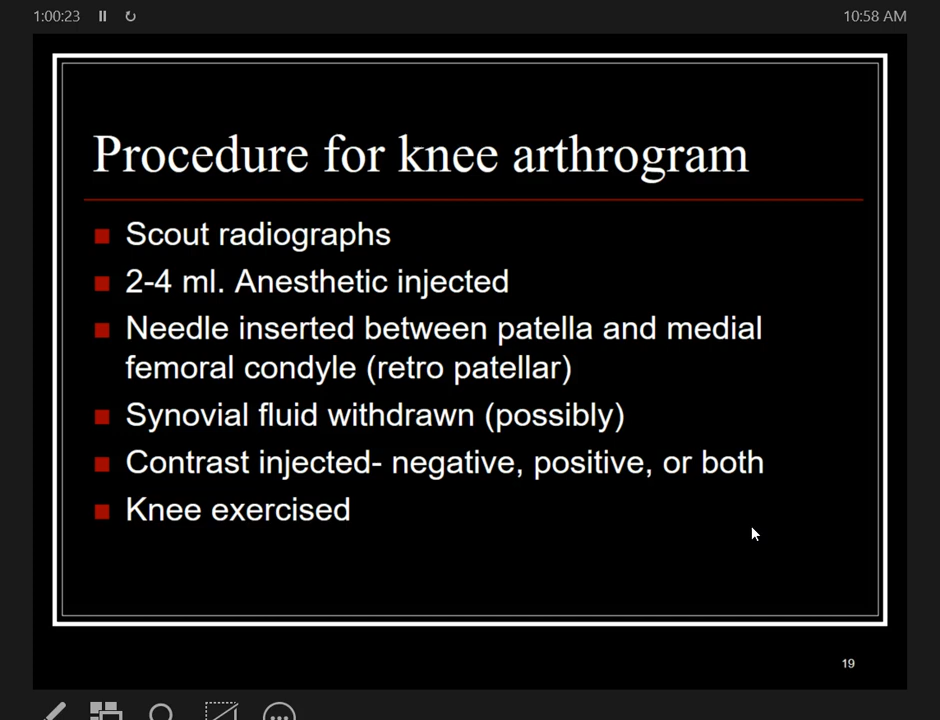 1:00:23
10:58 AM
Procedure for knee arthrogram
Scout radiographs
2-4 ml. Anesthetic injected
Needle inserted between patella and medial
femoral condyle (retro patellar)
Synovial fluid withdrawn (possibly)
Contrast injected- negative, positive, or both
Knee exercised
19